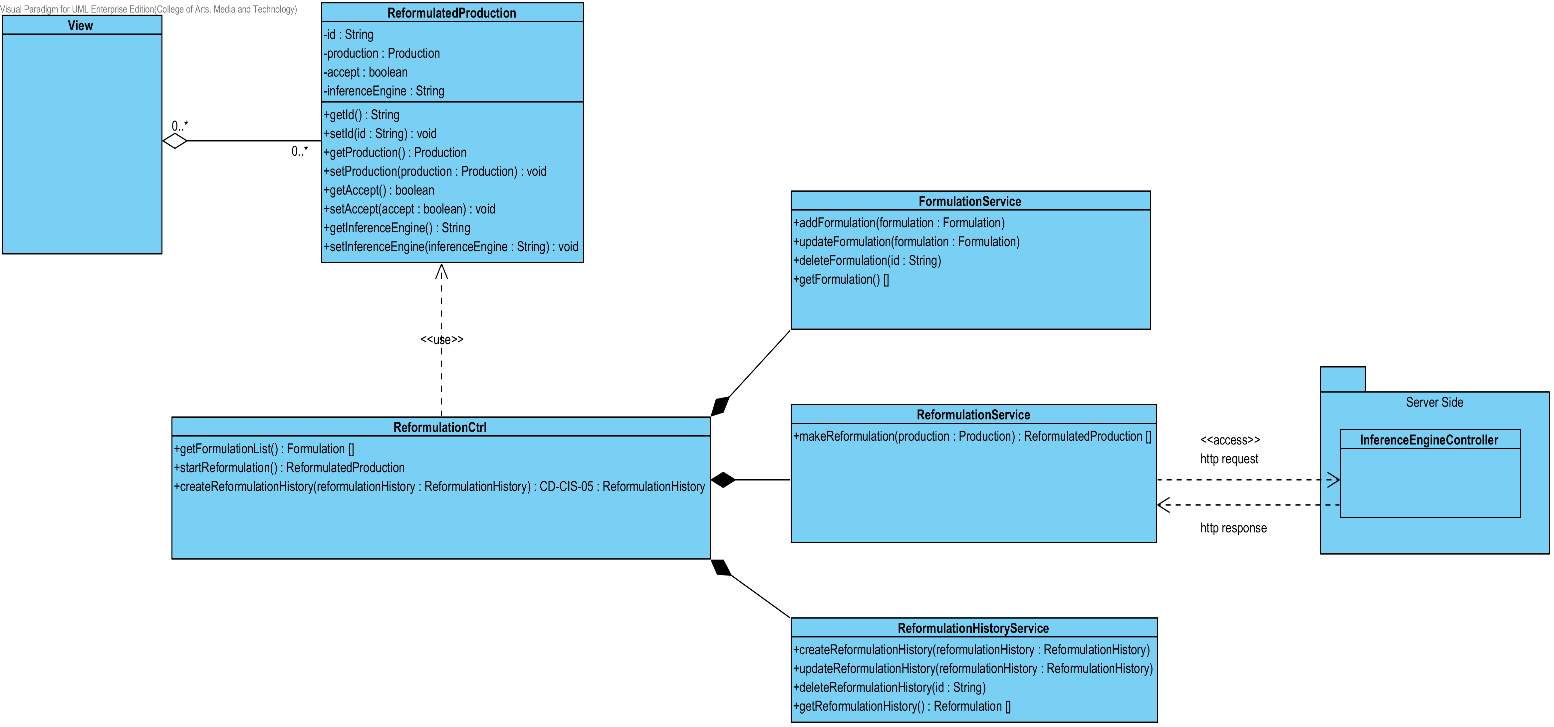 Visual Paradigm for UML Enterprise Edition(College of Arts, Media and Technology)
View
0..*
0..*
ReformulatedProduction
-id : String
-production : Production
-accept : boolean
-inferenceEngine : String
+getId() : String
+setId(id : String) : void
+getProduction() : Production
+setProduction(production : Production) : void
+getAccept() : boolean
+setAccept(accept : boolean) : void
+getInferenceEngine() : String
+setInferenceEngine(inferenceEngine : String) : void
<<use>>
ReformulationCtrl
+getFormulationList() : Formulation []
+startReformulation() : ReformulatedProduction
+createReformulationHistory(reformulationHistory : ReformulationHistory) : CD-CIS-05 : ReformulationHistory
FormulationService
+addFormulation(formulation : Formulation)
+updateFormulation(formulation : Formulation)
+deleteFormulation(id : String)
+getFormulation() []
ReformulationService
+makeReformulation(production : Production) : ReformulatedProduction []
<<access>>
http request
http response
Server Side
InferenceEngineController
ReformulationHistoryService
+createReformulationHistory(reformulationHistory : ReformulationHistory)
+updateReformulationHistory(reformulationHistory : ReformulationHistory)
+deleteReformulationHistory(id : String)
+getReformulationHistory() : Reformulation []